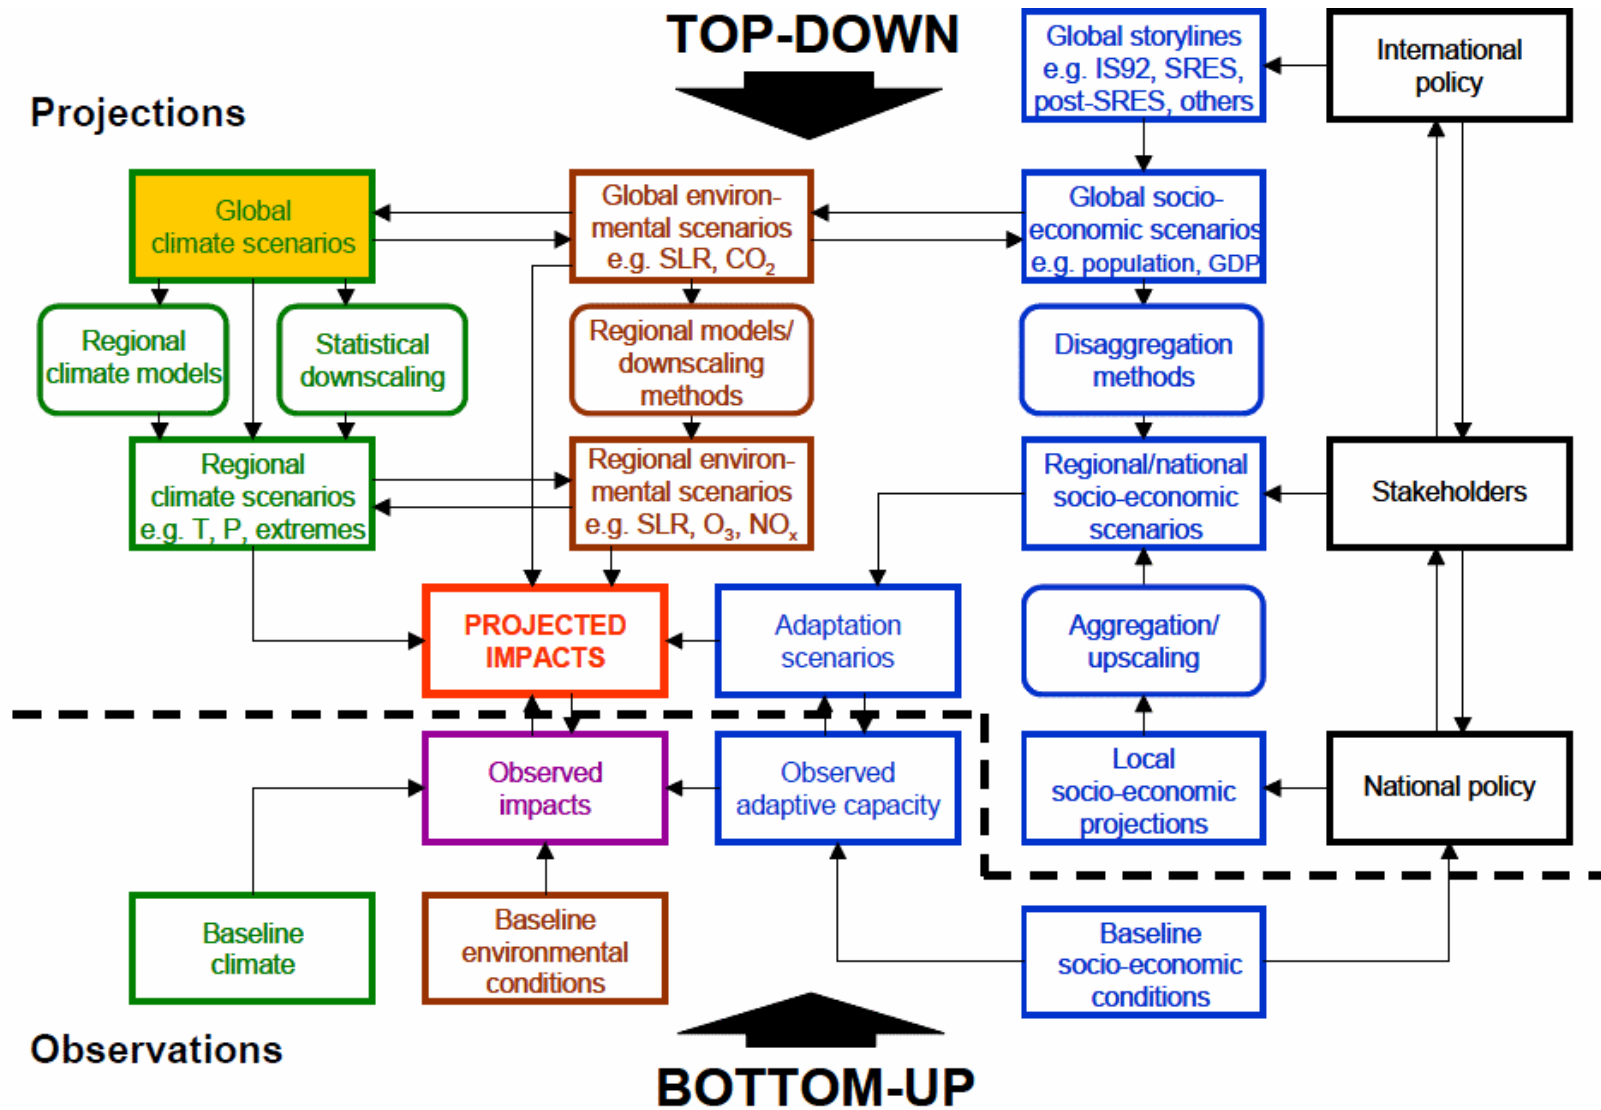 TOP-DOWN
Projections
Global storylines
e.g. IS92, SRES,
post-SRES, others
International
policy
Global
climate scenarios
Global environ-
mental scenarios
e.g. SLR, CO₂
Global socio-
economic scenarios
e.g. population, GDP
Regional
climate models
Statistical
downscaling
Regional models/
downscaling
methods
Disaggregation
methods
Regional
climate scenarios
e.g. T, P, extremes
Regional environ-
mental scenarios
e.g. SLR, O₃, NOₓ
Regional/national
socio-economic
scenarios
Stakeholders
PROJECTED
IMPACTS
Adaptation
scenarios
Aggregation/
upscaling
Observed
impacts
Observed
adaptive capacity
Local
socio-economic
projections
National policy
Baseline
climate
Baseline
environmental
conditions
Baseline
socio-economic
conditions
Observations
BOTTOM-UP